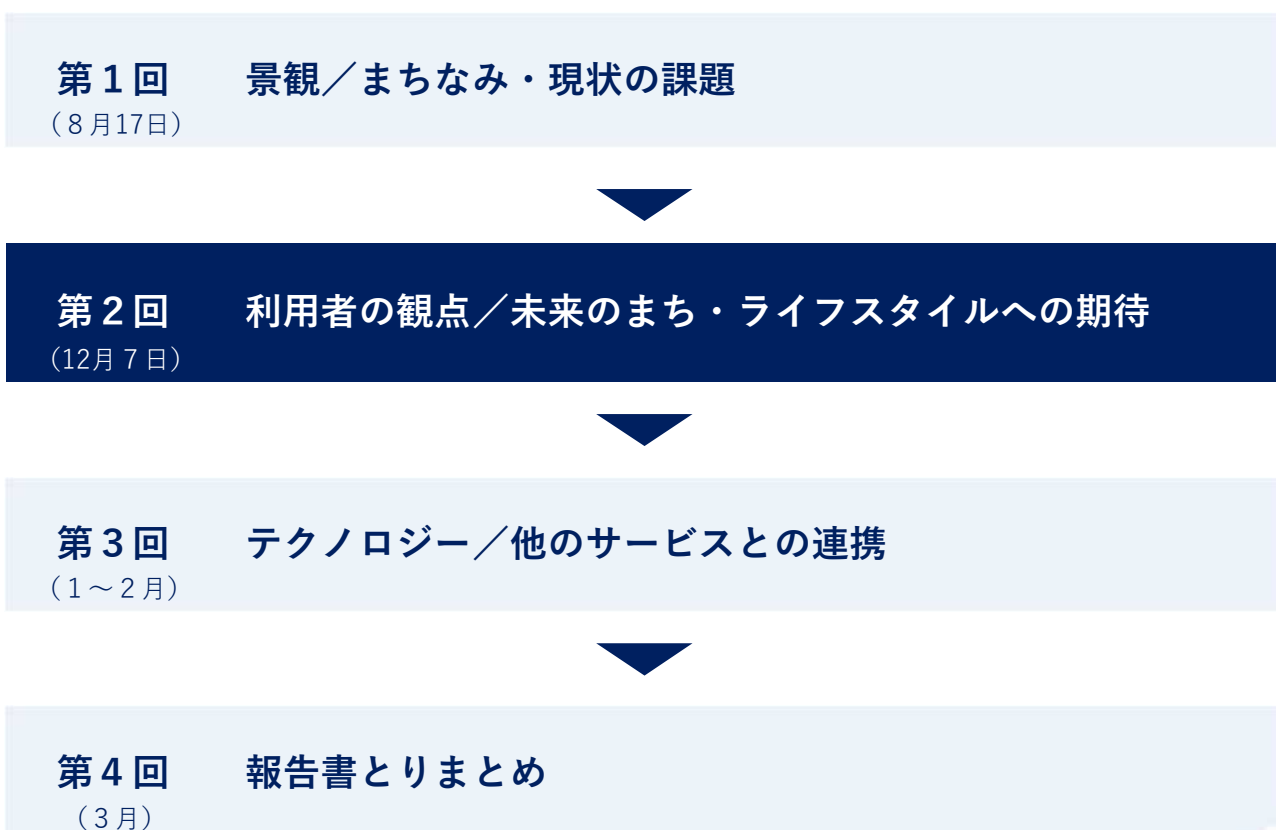 第１回　景観／まちなみ・現状の課題
（８月17日）
第２回　利用者の観点／未来のまち・ライフスタイルへの期待
（12月７日）
第３回　テクノロジー／他のサービスとの連携
（１～２月）
第４回　報告書とりまとめ
（３月）